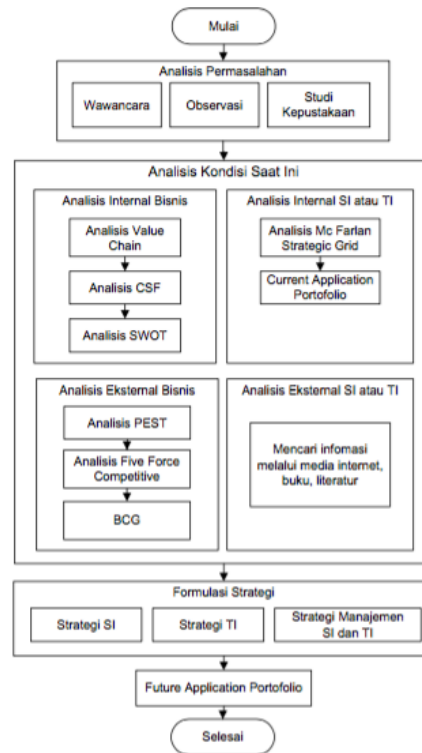 Mulai
Analisis Permasalahan
Wawancara
Observasi
Studi
Kepustakaan
Analisis Kondisi Saat Ini
Analisis Internal Bisnis
Analisis Value
Chain
Analisis CSF
Analisis SWOT
Analisis Internal SI atau TI
Analisis Mc Farlan
Strategic Grid
Current Application
Portofolio
Analisis Eksternal Bisnis
Analisis PEST
Analisis Five Force
Competitive
BCG
Analisis Eksternal SI atau TI
Mencari infomasi
melalui media internet,
buku, literatur
Formulasi Strategi
Strategi SI
Strategi TI
Strategi Manajemen
SI dan TI
Future Application Portofolio
Selesai